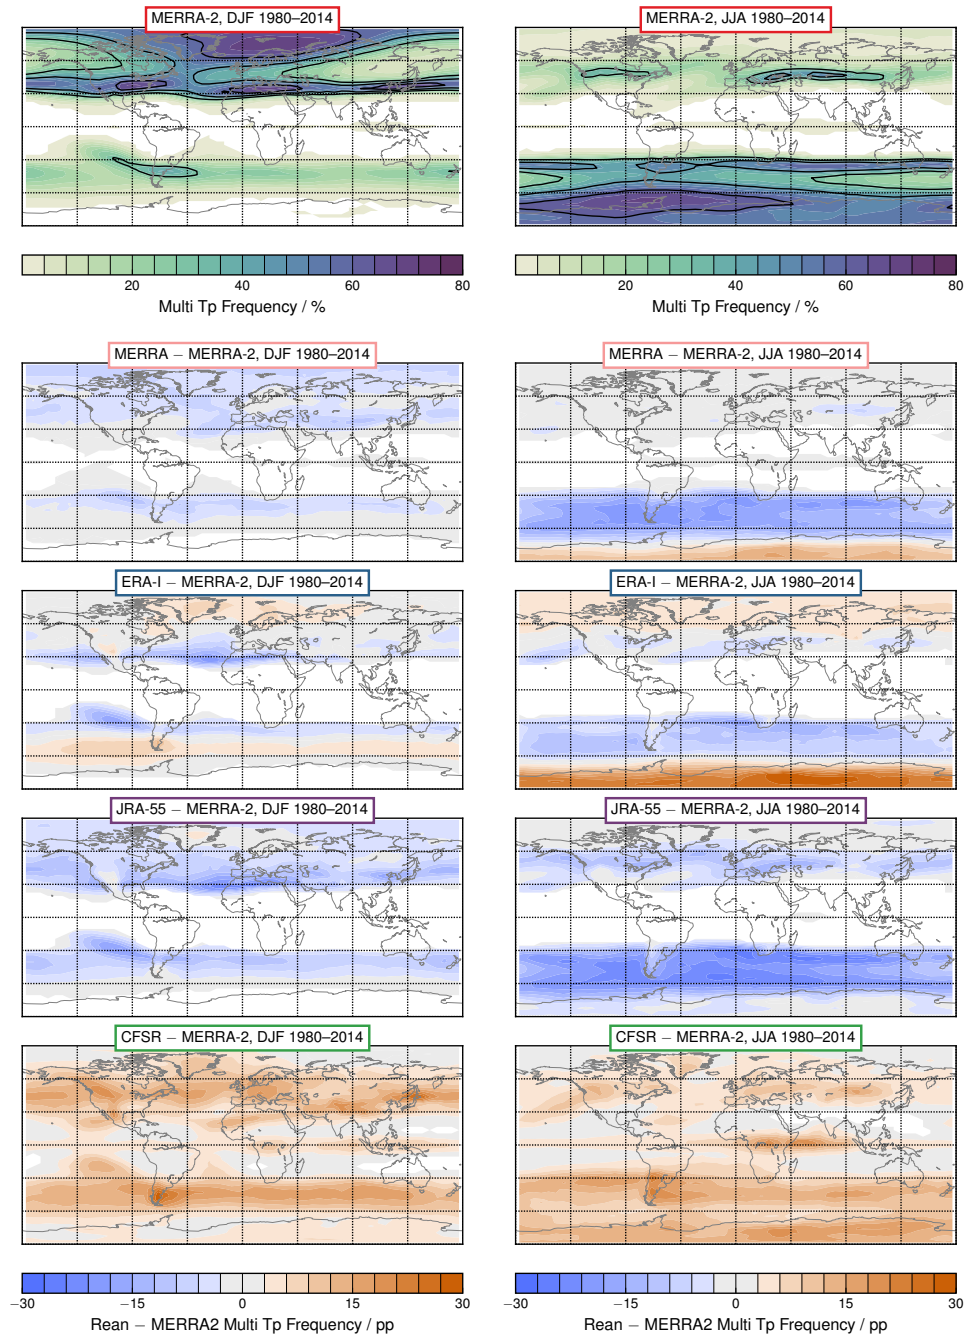 MERRA-2, DJF 1980–2014
MERRA-2, JJA 1980–2014
20 40 60 80
Multi Tp Frequency / %
20 40 60 80
Multi Tp Frequency / %
MERRA − MERRA-2, DJF 1980–2014
MERRA − MERRA-2, JJA 1980–2014
ERA-I − MERRA-2, DJF 1980–2014
ERA-I − MERRA-2, JJA 1980–2014
JRA-55 − MERRA-2, DJF 1980–2014
JRA-55 − MERRA-2, JJA 1980–2014
CFSR − MERRA-2, DJF 1980–2014
CFSR − MERRA-2, JJA 1980–2014
−30 −15 0 15 30
Rean − MERRA2 Multi Tp Frequency / pp
−30 −15 0 15 30
Rean − MERRA2 Multi Tp Frequency / pp